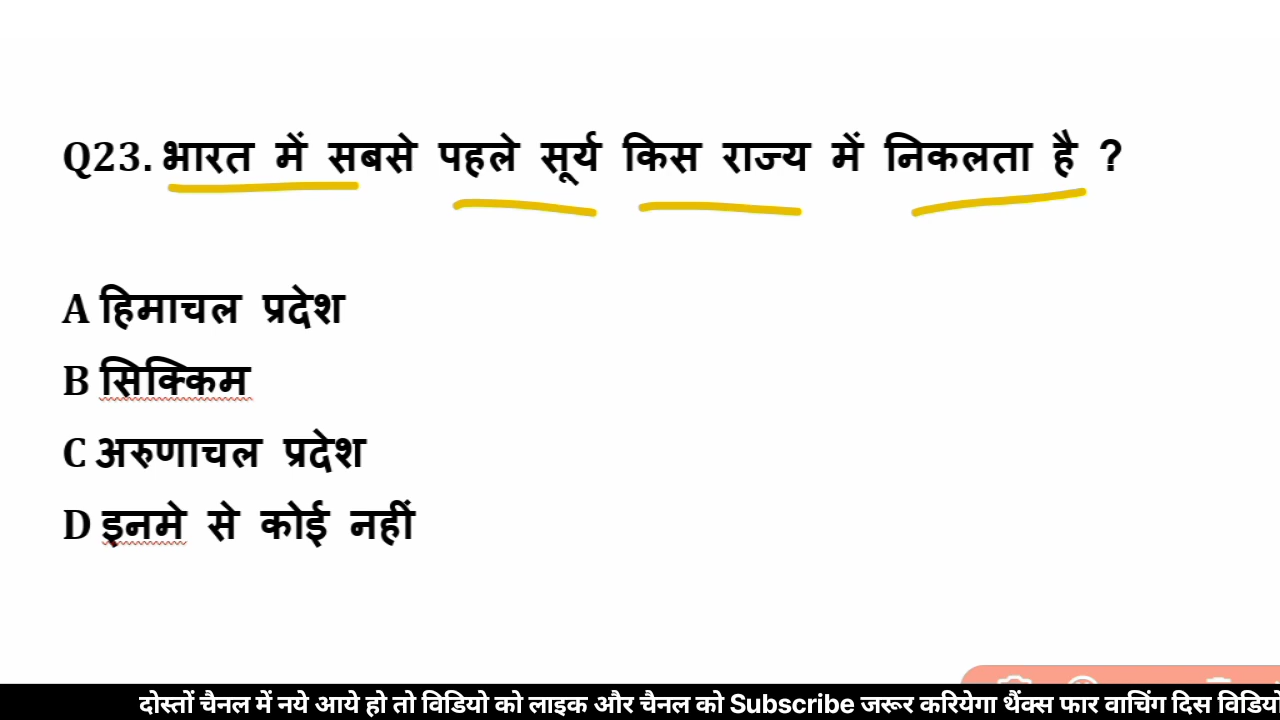 Q23. भारत में सबसे पहले सूर्य किस राज्य में निकलता है ?
A हिमाचल प्रदेश
B सिक्किम
C अरुणाचल प्रदेश
D इनमे से कोई नहीं
दोस्तों चैनल में नये आये हो तो विडियो को लाइक और चैनल को Subscribe जरूर करियेगा थैंक्स फार वाचिंग दिस विडियो